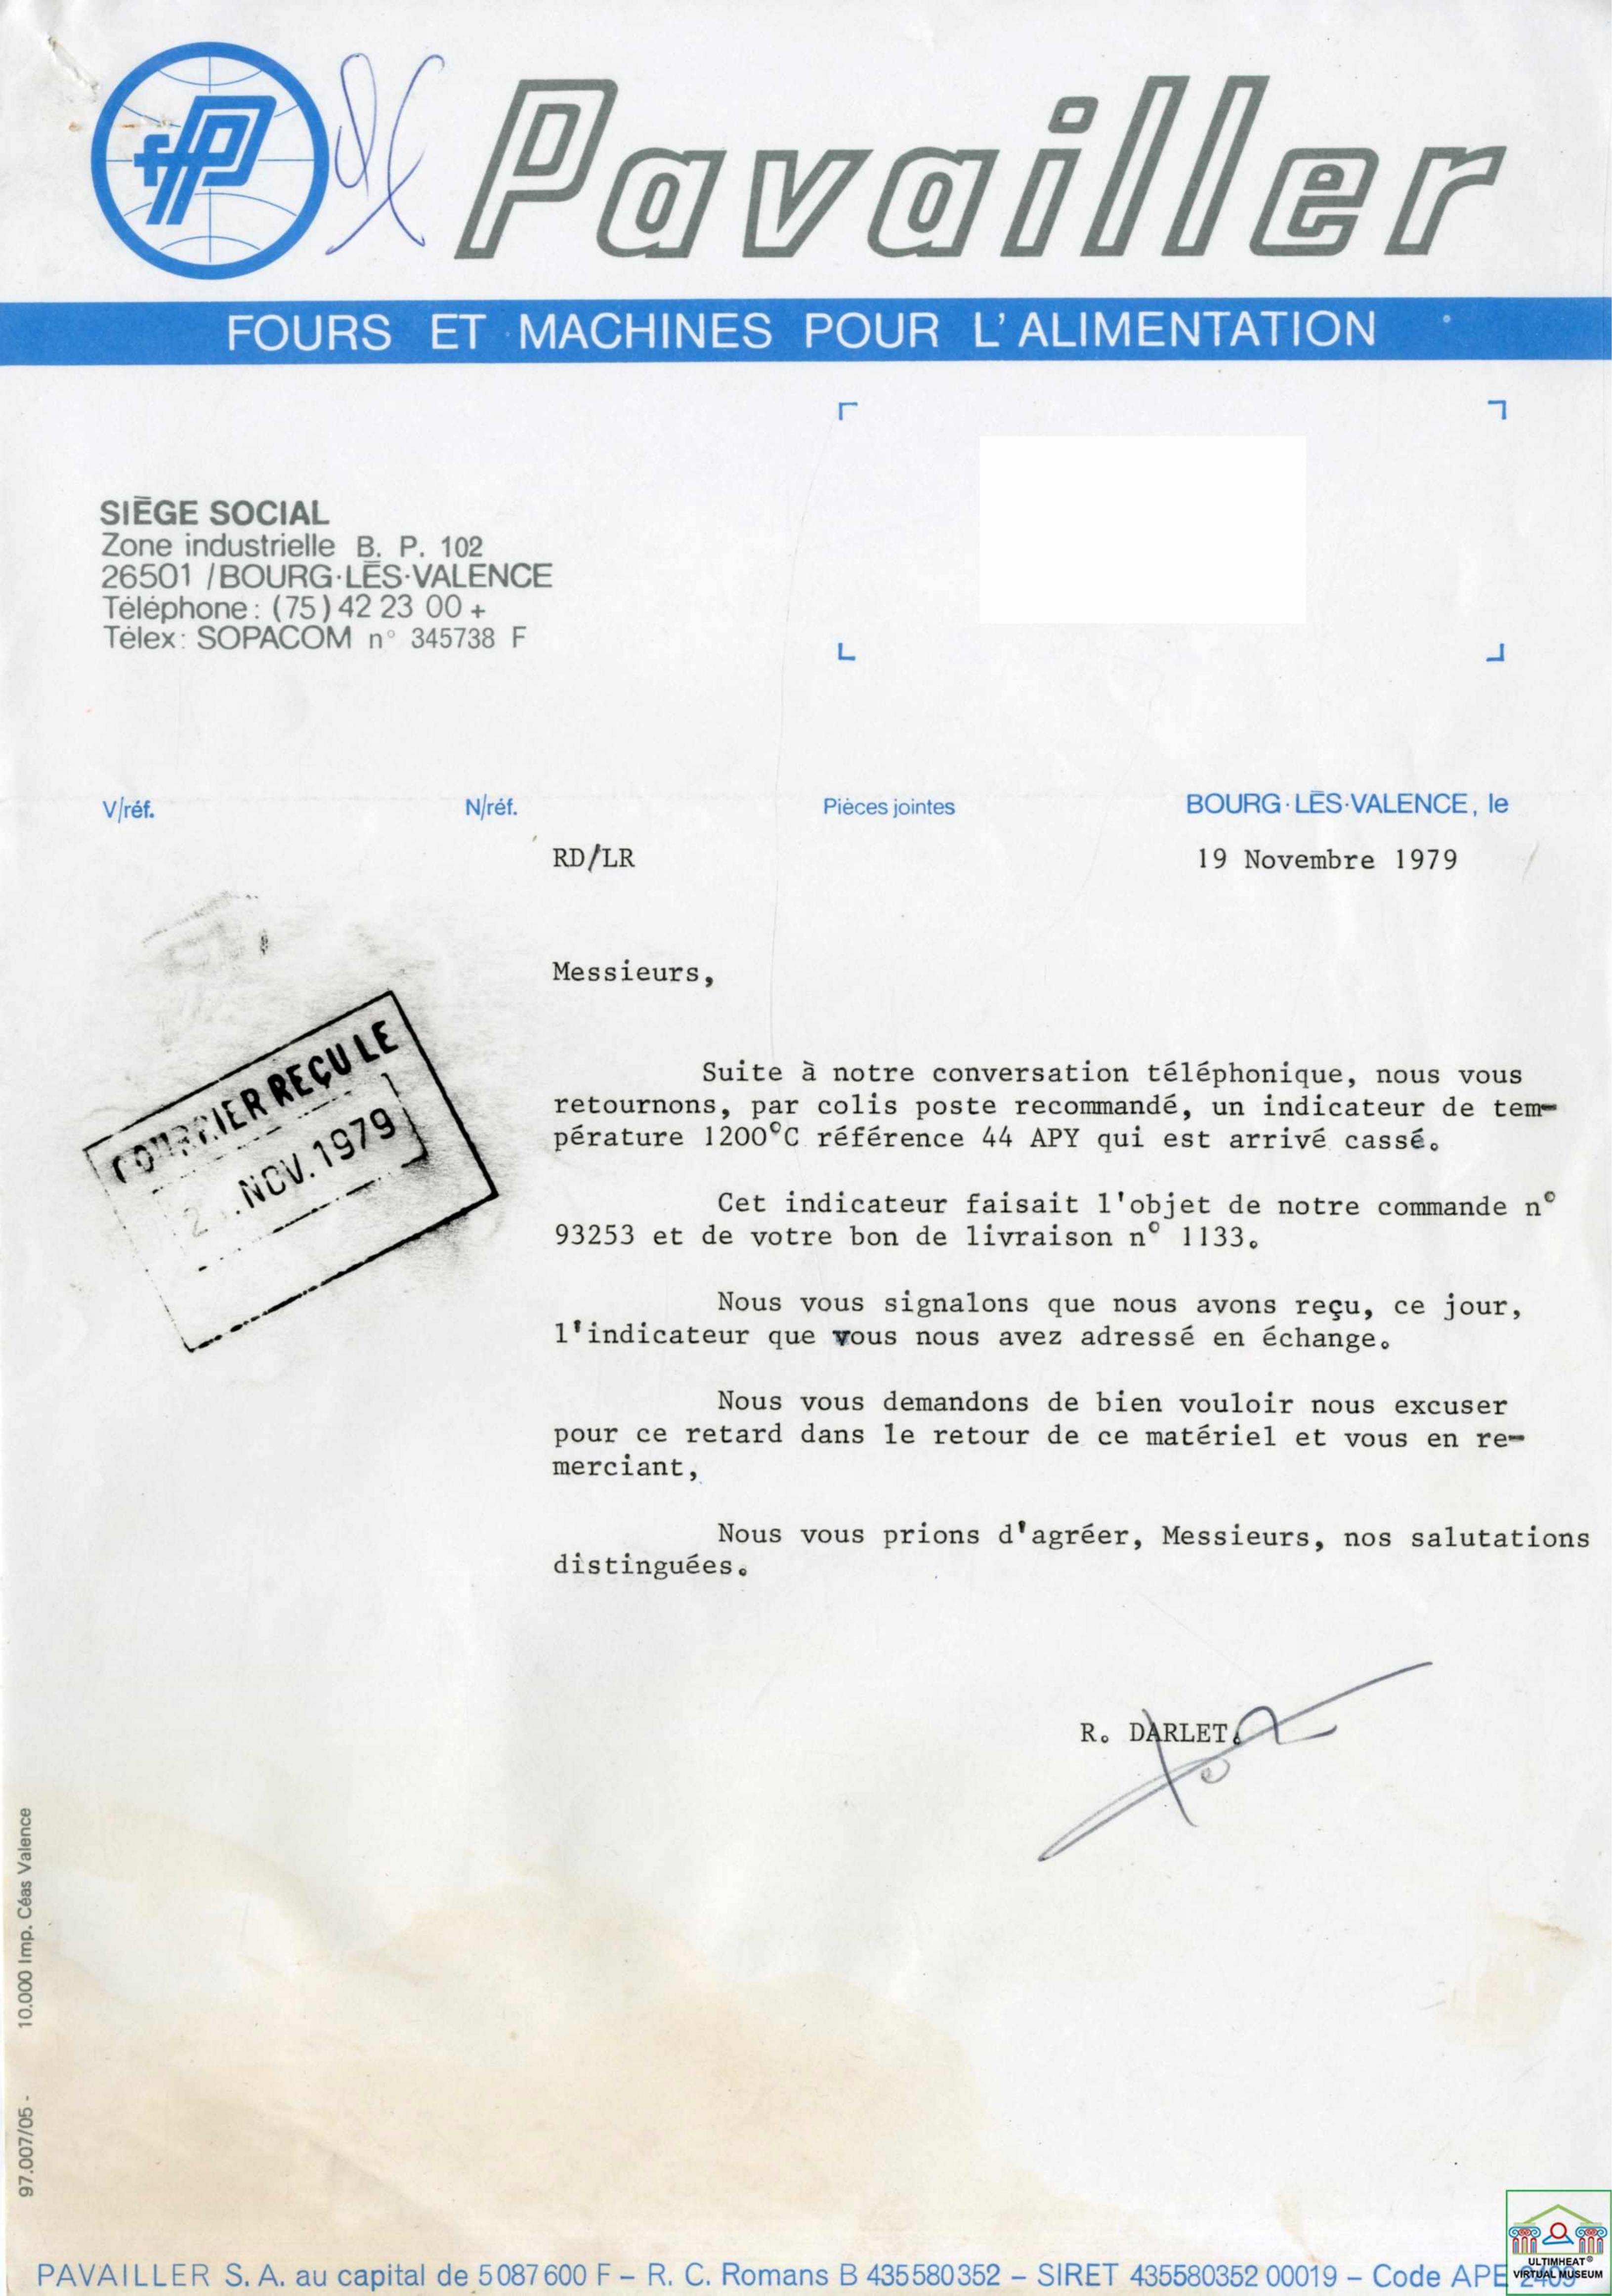 fP
Pavailler
FOURS ET MACHINES POUR L'ALIMENTATION
SIÈGE SOCIAL
Zone industrielle B. P. 102
26501 / BOURG·LÈS·VALENCE
Téléphone : (75) 42 23 00 +
Télex : SOPACOM n° 345738 F
V/réf.
N/réf.
Pièces jointes
BOURG·LÈS·VALENCE, le
RD/LR
19 Novembre 1979
Messieurs,
COURRIER REÇU LE
NOV. 1979
Suite à notre conversation téléphonique, nous vous
retournons, par colis poste recommandé, un indicateur de tem-
pérature 1200°C référence 44 APY qui est arrivé cassé.
Cet indicateur faisait l'objet de notre commande n°
93253 et de votre bon de livraison n° 1133.
Nous vous signalons que nous avons reçu, ce jour,
l'indicateur que vous nous avez adressé en échange.
Nous vous demandons de bien vouloir nous excuser
pour ce retard dans le retour de ce matériel et vous en re-
merciant,
Nous vous prions d'agréer, Messieurs, nos salutations
distinguées.
R. DARLET.
97.007/05 - 10.000 Imp. Céas Valence
PAVAILLER S. A. au capital de 5 087 600 F – R. C. Romans B 435 580 352 – SIRET 435580352 00019 – Code APE
ULTIMHEAT®
VIRTUAL MUSEUM